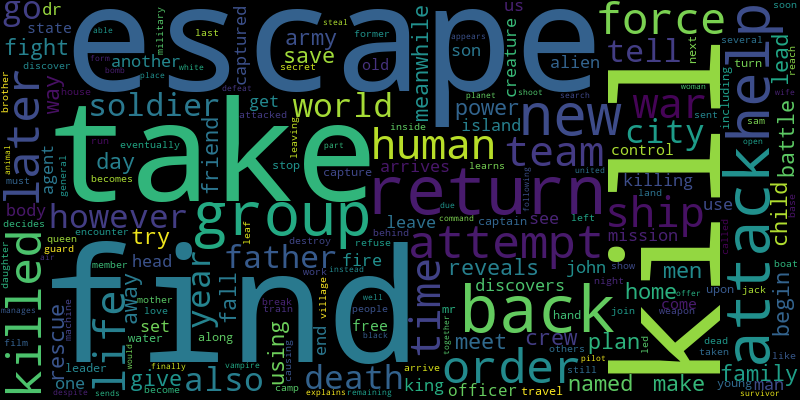 go
dr
escape
force
help
us
state
last
able
military
captured
army
son
meanwhile
creature
appears
tell
next
several
soon
fight
another
save
old
alien
lead
discover
form
bomb
place
white
secret
steal
former
planet
search
shoot
turn
reach
brother
later
way
house
soldier
defeat
world
power
island
new
war
including
woman
wife
take
attacked
get
leaving
human
inside
team
city
sent
sam
battle
agent
day
run
eventually
friend
stop
part
control
open
animal
must
general
becomes
capture
arrives
learns
killing
land
child
body
however
group
leaf
return
following
united
ship
kill
attack
base
decides
queen
guard
try
encounter
destroy
leave
due
command
captain
see
left
use
mission
called
killed
air
member
head
father
behind
refuse
attempt
reveals
john
show
men
home
upon
boat
daughter
find
year
work
instead
fire
time
discovers
night
come
offer
jack
begin
rescue
life
away
mother
love
fall
break
train
village
well
people
black
mr
back
hand
join
weapon
manages
machine
set
water
along
using
causing
end
free
together
meet
crew
others
plan
led
dead
taken
like
film
leader
would
finally
vampire
death
arrive
order
still
pilot
family
one
give
become
also
camp
king
officer
travel
named
make
young
man
despite
sends
explains
remaining
survivor